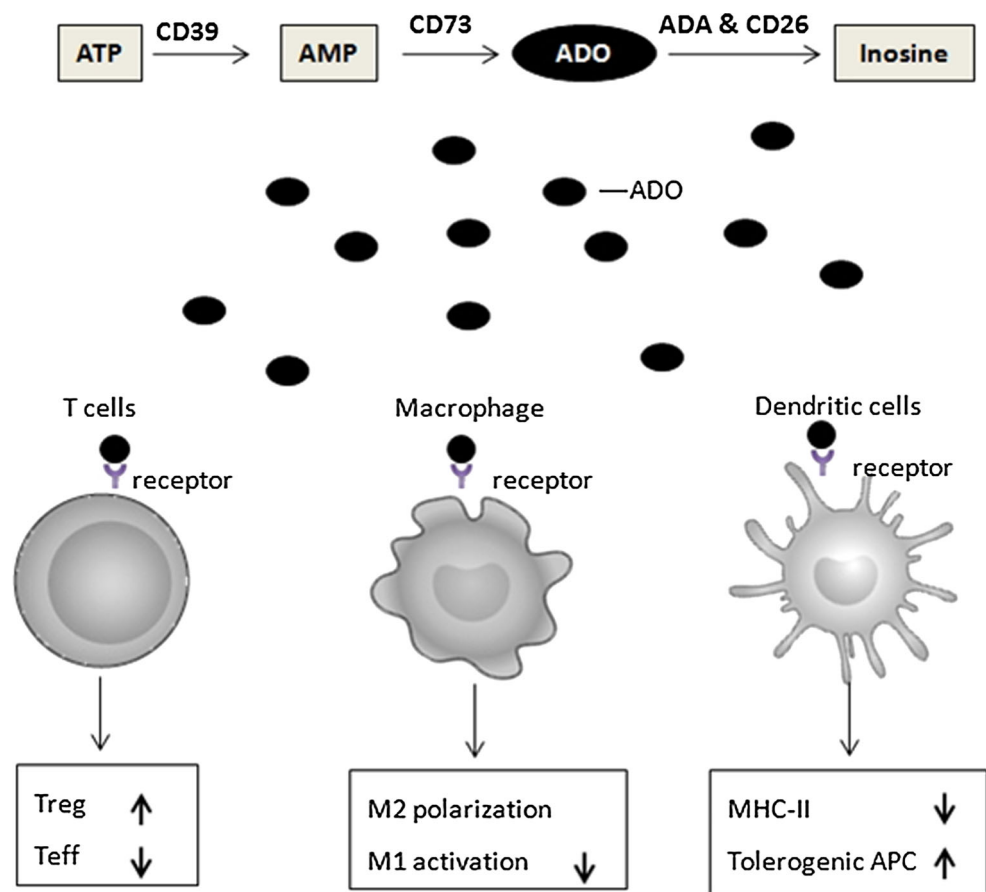 CD39 CD73 ADA & CD26
ATP AMP ADO Inosine
ADO
T cells Macrophage Dendritic cells
receptor receptor receptor
Treg ↑ M2 polarization MHC-II ↓
Teff ↓ M1 activation ↓ Tolerogenic APC ↑